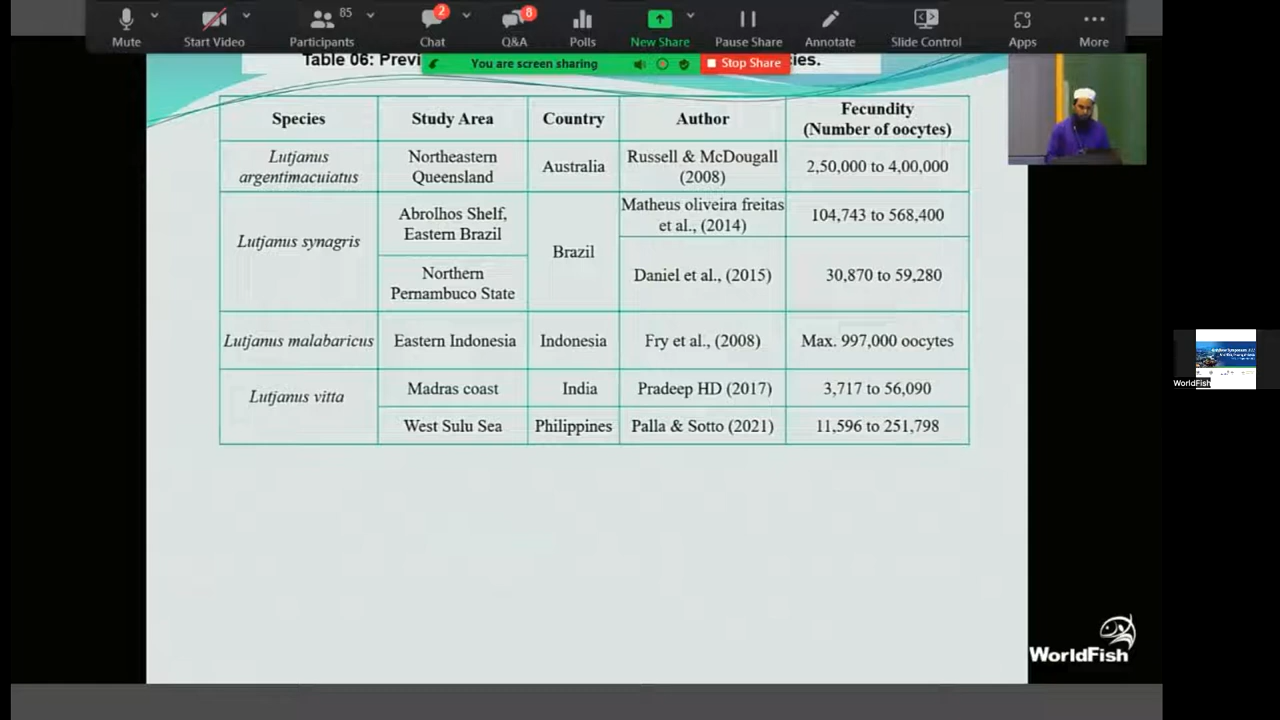 85
2
8
Mute
Start Video
Participants
Chat
Q&A
Polls
New Share
Pause Share
Annotate
Slide Control
Apps
More
Table 06: Previ
You are screen sharing
Stop Share
ies.
Species
Study Area
Country
Author
Fecundity
(Number of oocytes)
Lutjanus
argentimacuiatus
Northeastern
Queensland
Australia
Russell & McDougall
(2008)
2,50,000 to 4,00,000
Lutjanus synagris
Abrolhos Shelf,
Eastern Brazil
Brazil
Matheus oliveira freitas
et al., (2014)
104,743 to 568,400
Northern
Pernambuco State
Daniel et al., (2015)
30,870 to 59,280
Lutjanus malabaricus
Eastern Indonesia
Indonesia
Fry et al., (2008)
Max. 997,000 oocytes
Lutjanus vitta
Madras coast
India
Pradeep HD (2017)
3,717 to 56,090
West Sulu Sea
Philippines
Palla & Sotto (2021)
11,596 to 251,798
WorldFish
WorldFish